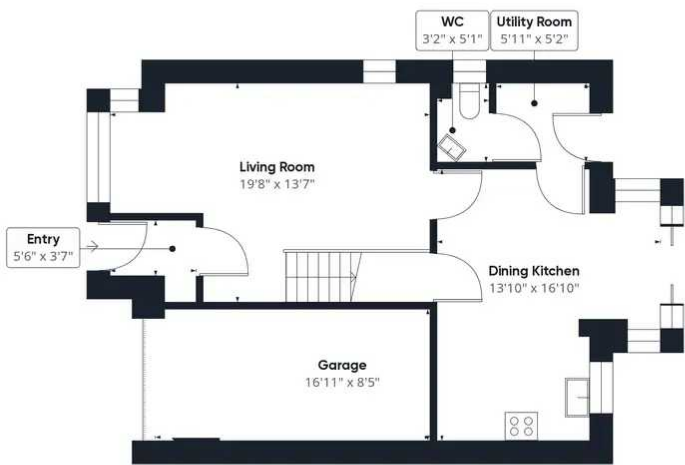 WC
3'2" x 5'1"
Utility Room
5'11" x 5'2"
Living Room
19'8" x 13'7"
Entry
5'6" x 3'7"
Dining Kitchen
13'10" x 16'10"
Garage
16'11" x 8'5"